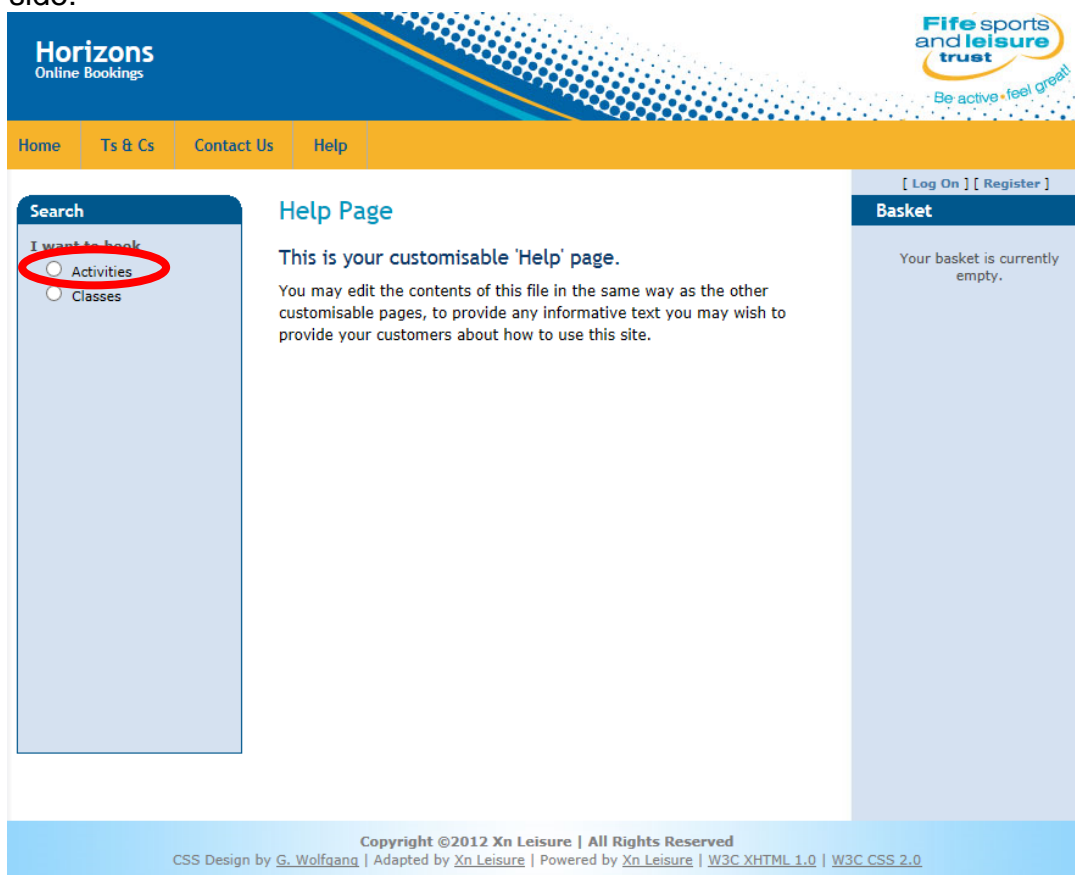 side.
Horizons
Online Bookings
Fife sports
and leisure
trust
Be active • feel great!
Home Ts & Cs Contact Us Help
[ Log On ] [ Register ]
Search
I want to book
Activities
Classes
Help Page
This is your customisable 'Help' page.
You may edit the contents of this file in the same way as the other
customisable pages, to provide any informative text you may wish to
provide your customers about how to use this site.
Basket
Your basket is currently
empty.
Copyright ©2012 Xn Leisure | All Rights Reserved
CSS Design by G. Wolfgang | Adapted by Xn Leisure | Powered by Xn Leisure | W3C XHTML 1.0 | W3C CSS 2.0